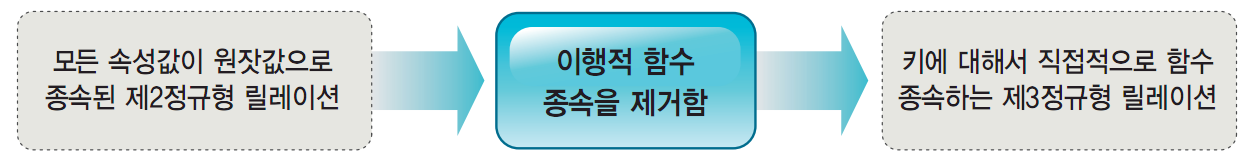 모든 속성값이 원잣값으로
종속된 제2정규형 릴레이션
이행적 함수
종속을 제거함
키에 대해서 직접적으로 함수
종속하는 제3정규형 릴레이션